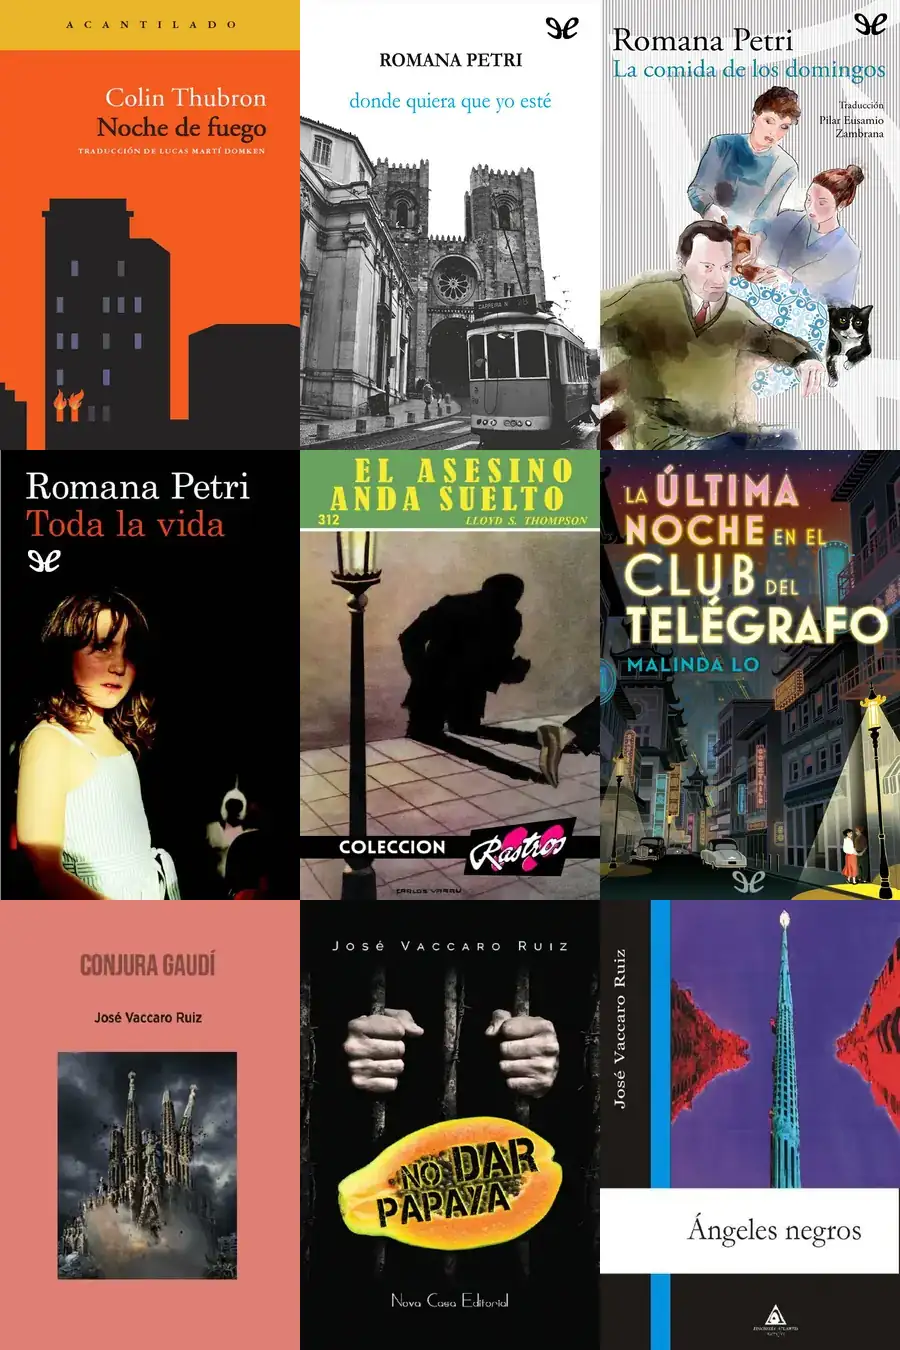 ACANTILADO
Colin Thubron
Noche de fuego
TRADUCCIÓN DE LUCAS MARTÍ DOMKEN
ROMANA PETRI
donde quiera que yo esté
CARREIRA N 28
Romana Petri
La comida de los domingos
Traducción
Pilar Eusamio
Zambrana
Romana Petri
Toda la vida
EL ASESINO
ANDA SUELTO
312
LLOYD S. THOMPSON
COLECCION
Rastros
LA ÚLTIMA
NOCHE EN EL
CLUB DEL
TELÉGRAFO
MALINDA LO
CONJURA GAUDÍ
José Vaccaro Ruiz
JOSÉ VACCARO RUIZ
NO DAR
PAPAYA
Nova Casa Editorial
José Vaccaro Ruiz
Ángeles negros